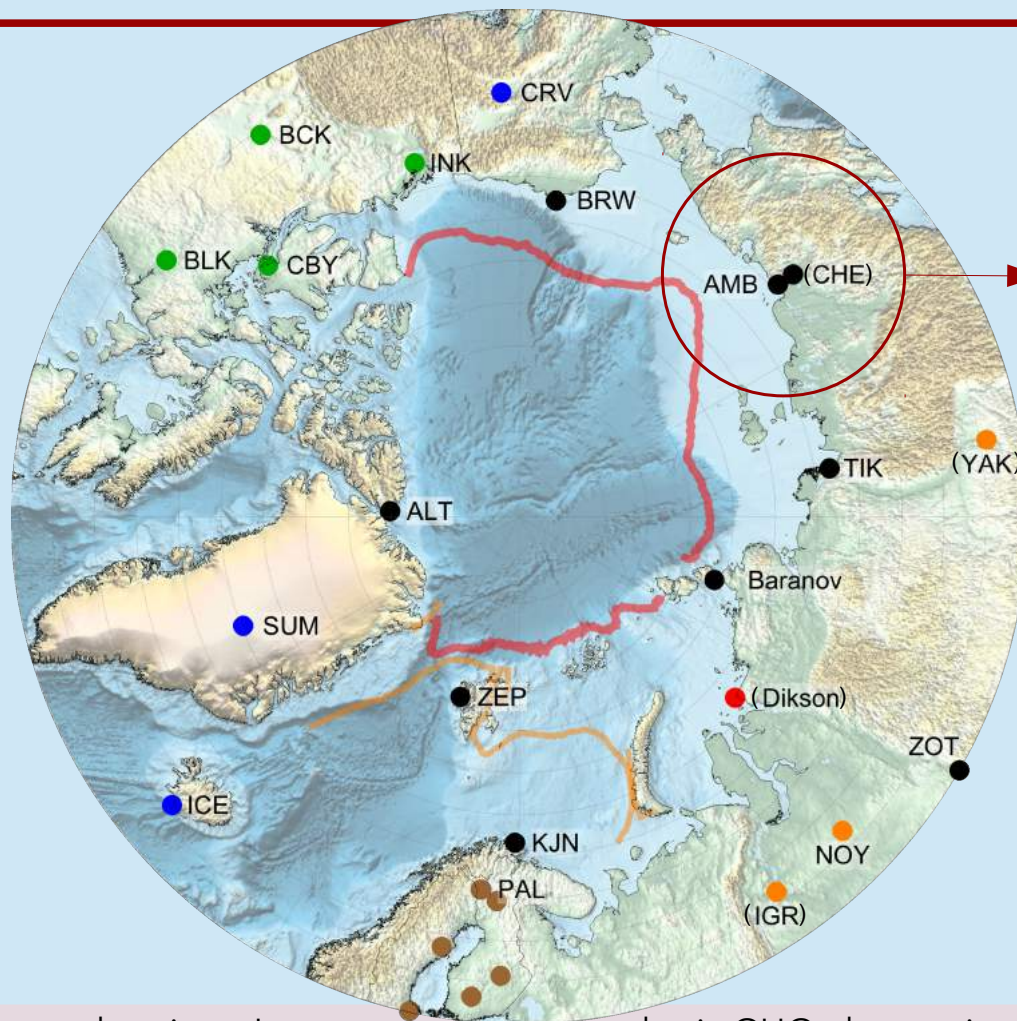 CRV
BCK
INK
BRW
BLK
CBY
AMB
(CHE)
(YAK)
TIK
ALT
Baranov
SUM
ZEP
(Dikson)
ZOT
ICE
KJN
NOY
PAL
(IGR)